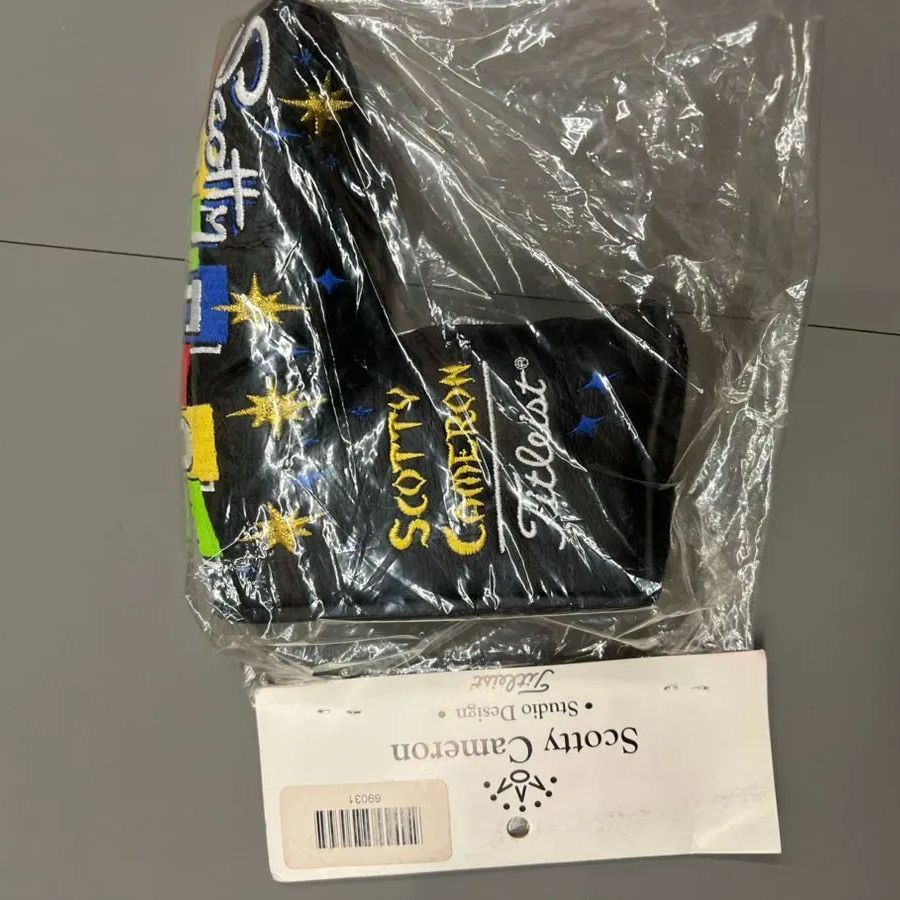 Scotty
SCOTTY
CAMERON
Titleist®
Titleist
• Studio Design •
Scotty Cameron
69031